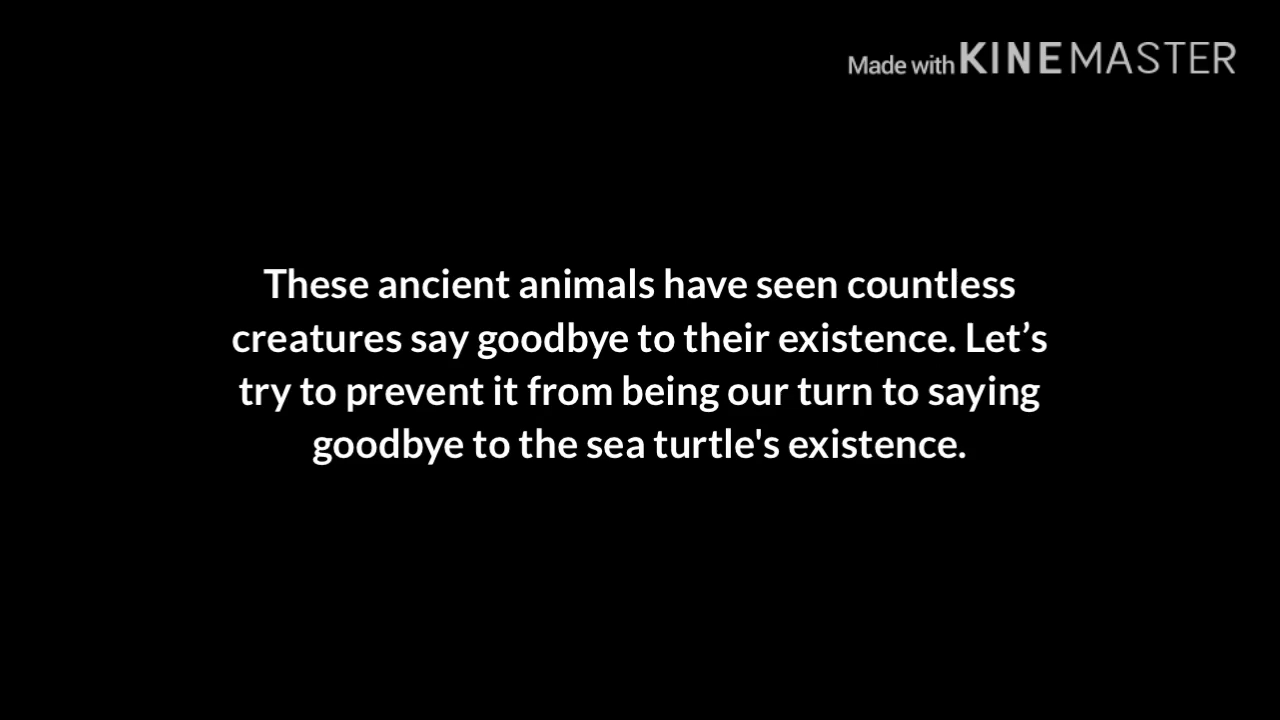 Made with KINEMASTER
These ancient animals have seen countless
creatures say goodbye to their existence. Let’s
try to prevent it from being our turn to saying
goodbye to the sea turtle's existence.